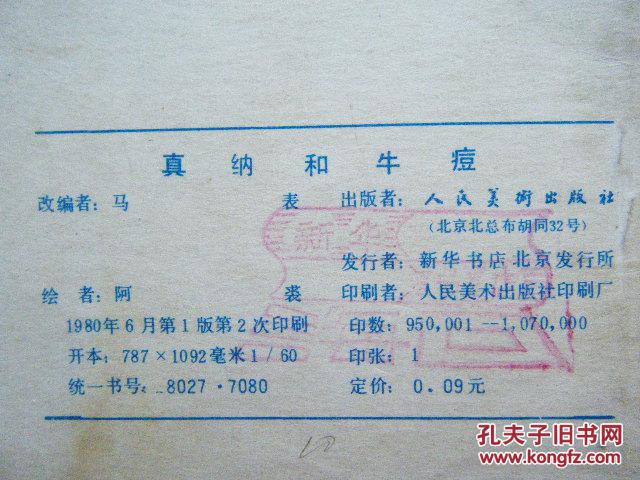 真纳和牛痘
改编者：马　表　出版者：人民美術出版社
（北京北总布胡同32号）
新华
发行者：新华书店北京发行所
绘者：阿　裘　印刷者：人民美术出版社印刷厂
1980年6月第1版第2次印刷　印数：950,001--1,070,000
开本：787×1092毫米1/60　印张：1
统一书号：8027·7080　定价：0.09元
10
孔夫子旧书网
www.kongfz.com